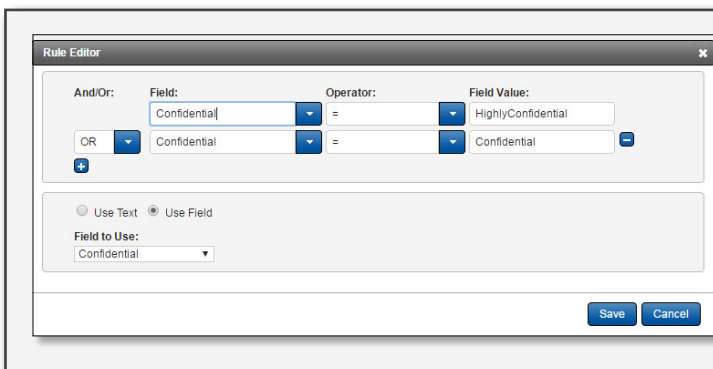 Rule Editor
And/Or: Field: Operator: Field Value:
Confidential = HighlyConfidential
OR Confidential = Confidential
Use Text Use Field
Field to Use:
Confidential
Save Cancel